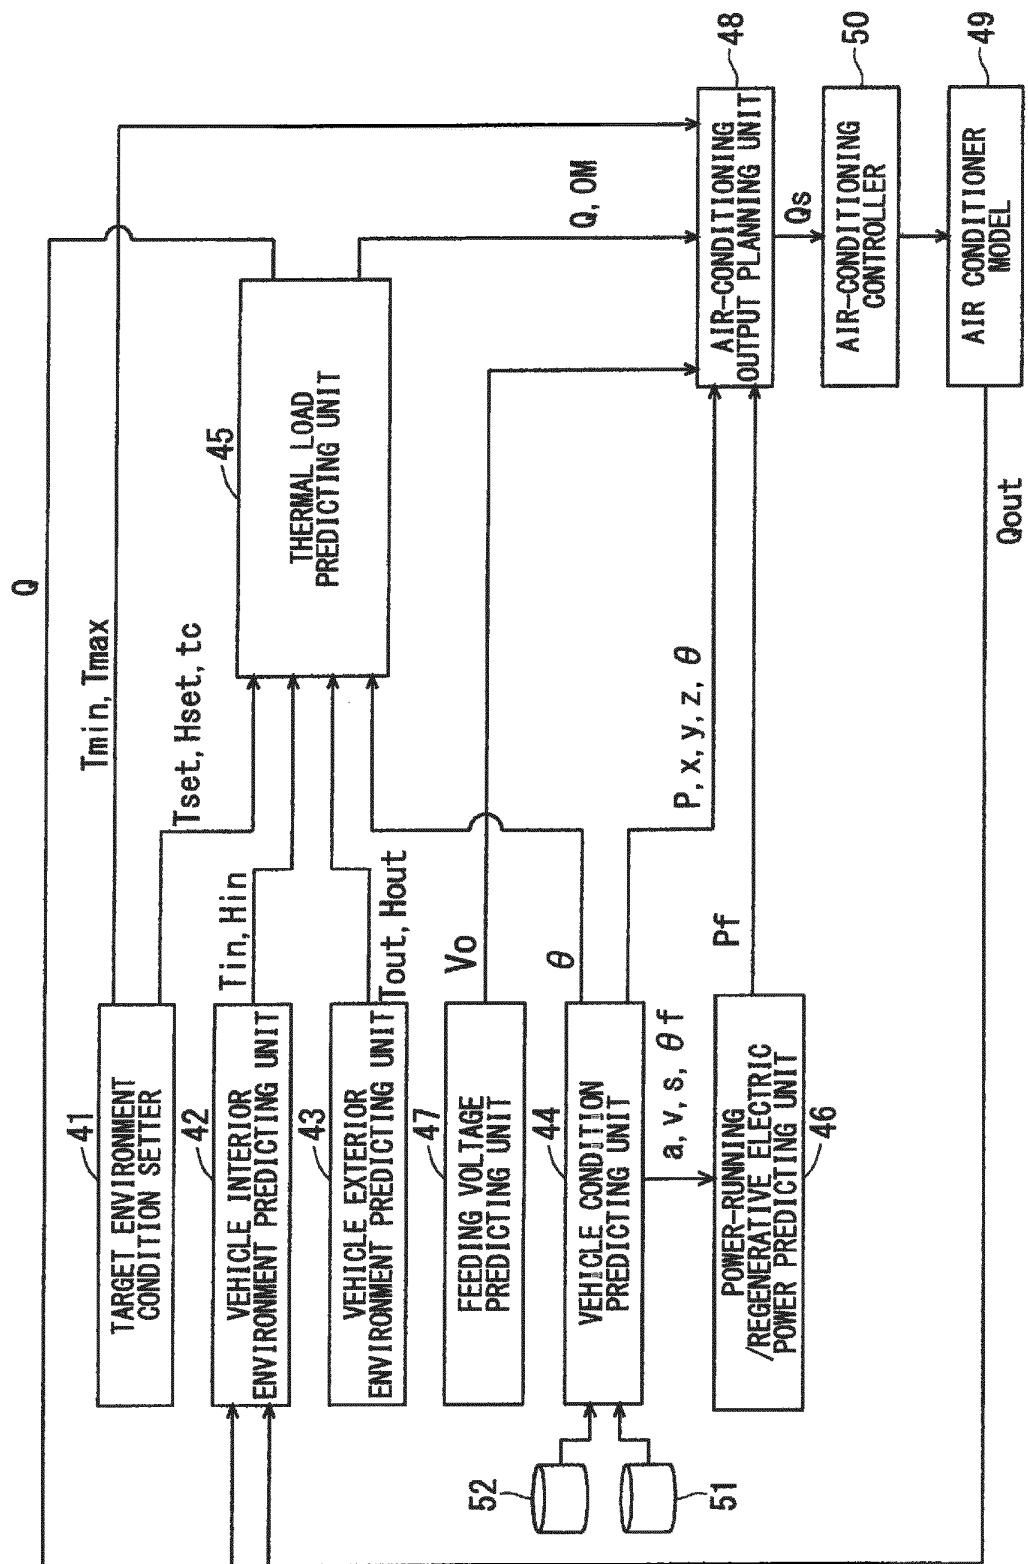 Q
Tmin, Tmax
41
TARGET ENVIRONMENT
CONDITION SETTER
Tset, Hset, tc
42
VEHICLE INTERIOR
ENVIRONMENT PREDICTING UNIT
Tin, Hin
43
VEHICLE EXTERIOR
ENVIRONMENT PREDICTING UNIT
Tout, Hout
45
THERMAL LOAD
PREDICTING UNIT
Q, OM
47
FEEDING VOLTAGE
PREDICTING UNIT
Vo
44
VEHICLE CONDITION
PREDICTING UNIT
θ
P, x, y, z, θ
a, v, s, θf
52
51
POWER-RUNNING
/REGENERATIVE ELECTRIC
POWER PREDICTING UNIT
46
Pf
AIR-CONDITIONING
OUTPUT PLANNING UNIT
48
Qs
AIR-CONDITIONING
CONTROLLER
50
AIR CONDITIONER
MODEL
49
Qout